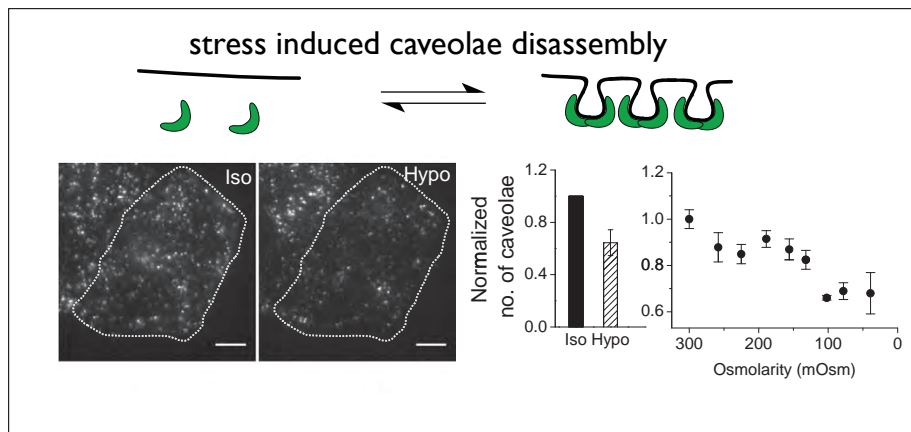 stress induced caveolae disassembly
Iso
Hypo
Normalized
no. of caveolae
1.2
0.8
0.4
0.0
Iso Hypo
1.2
1.0
0.8
0.6
300
200
100
0
Osmolarity (mOsm)